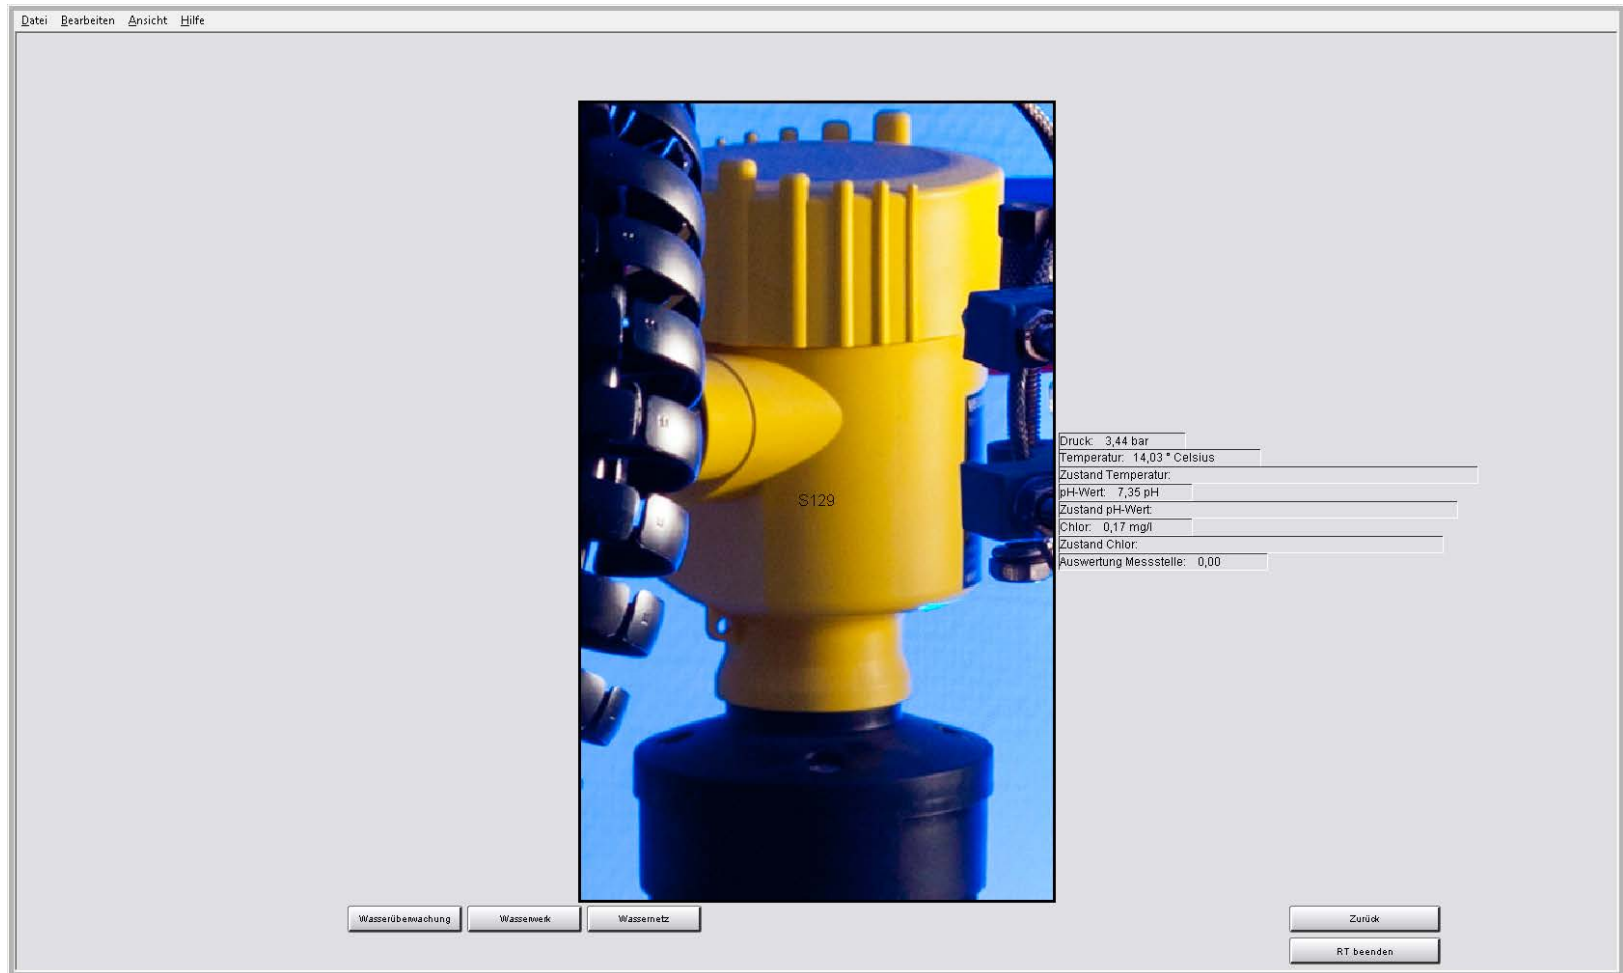 Datei Bearbeiten Ansicht Hilfe
S129
Druck: 3,44 bar
Temperatur: 14,03 ° Celsius
Zustand Temperatur:
pH-Wert: 7,35 pH
Zustand pH-Wert:
Chlor: 0,17 mg/l
Zustand Chlor:
Auswertung Messstelle: 0,00
Wasserüberwachung Wasserwerk Wassernetz Zurück
RT beenden